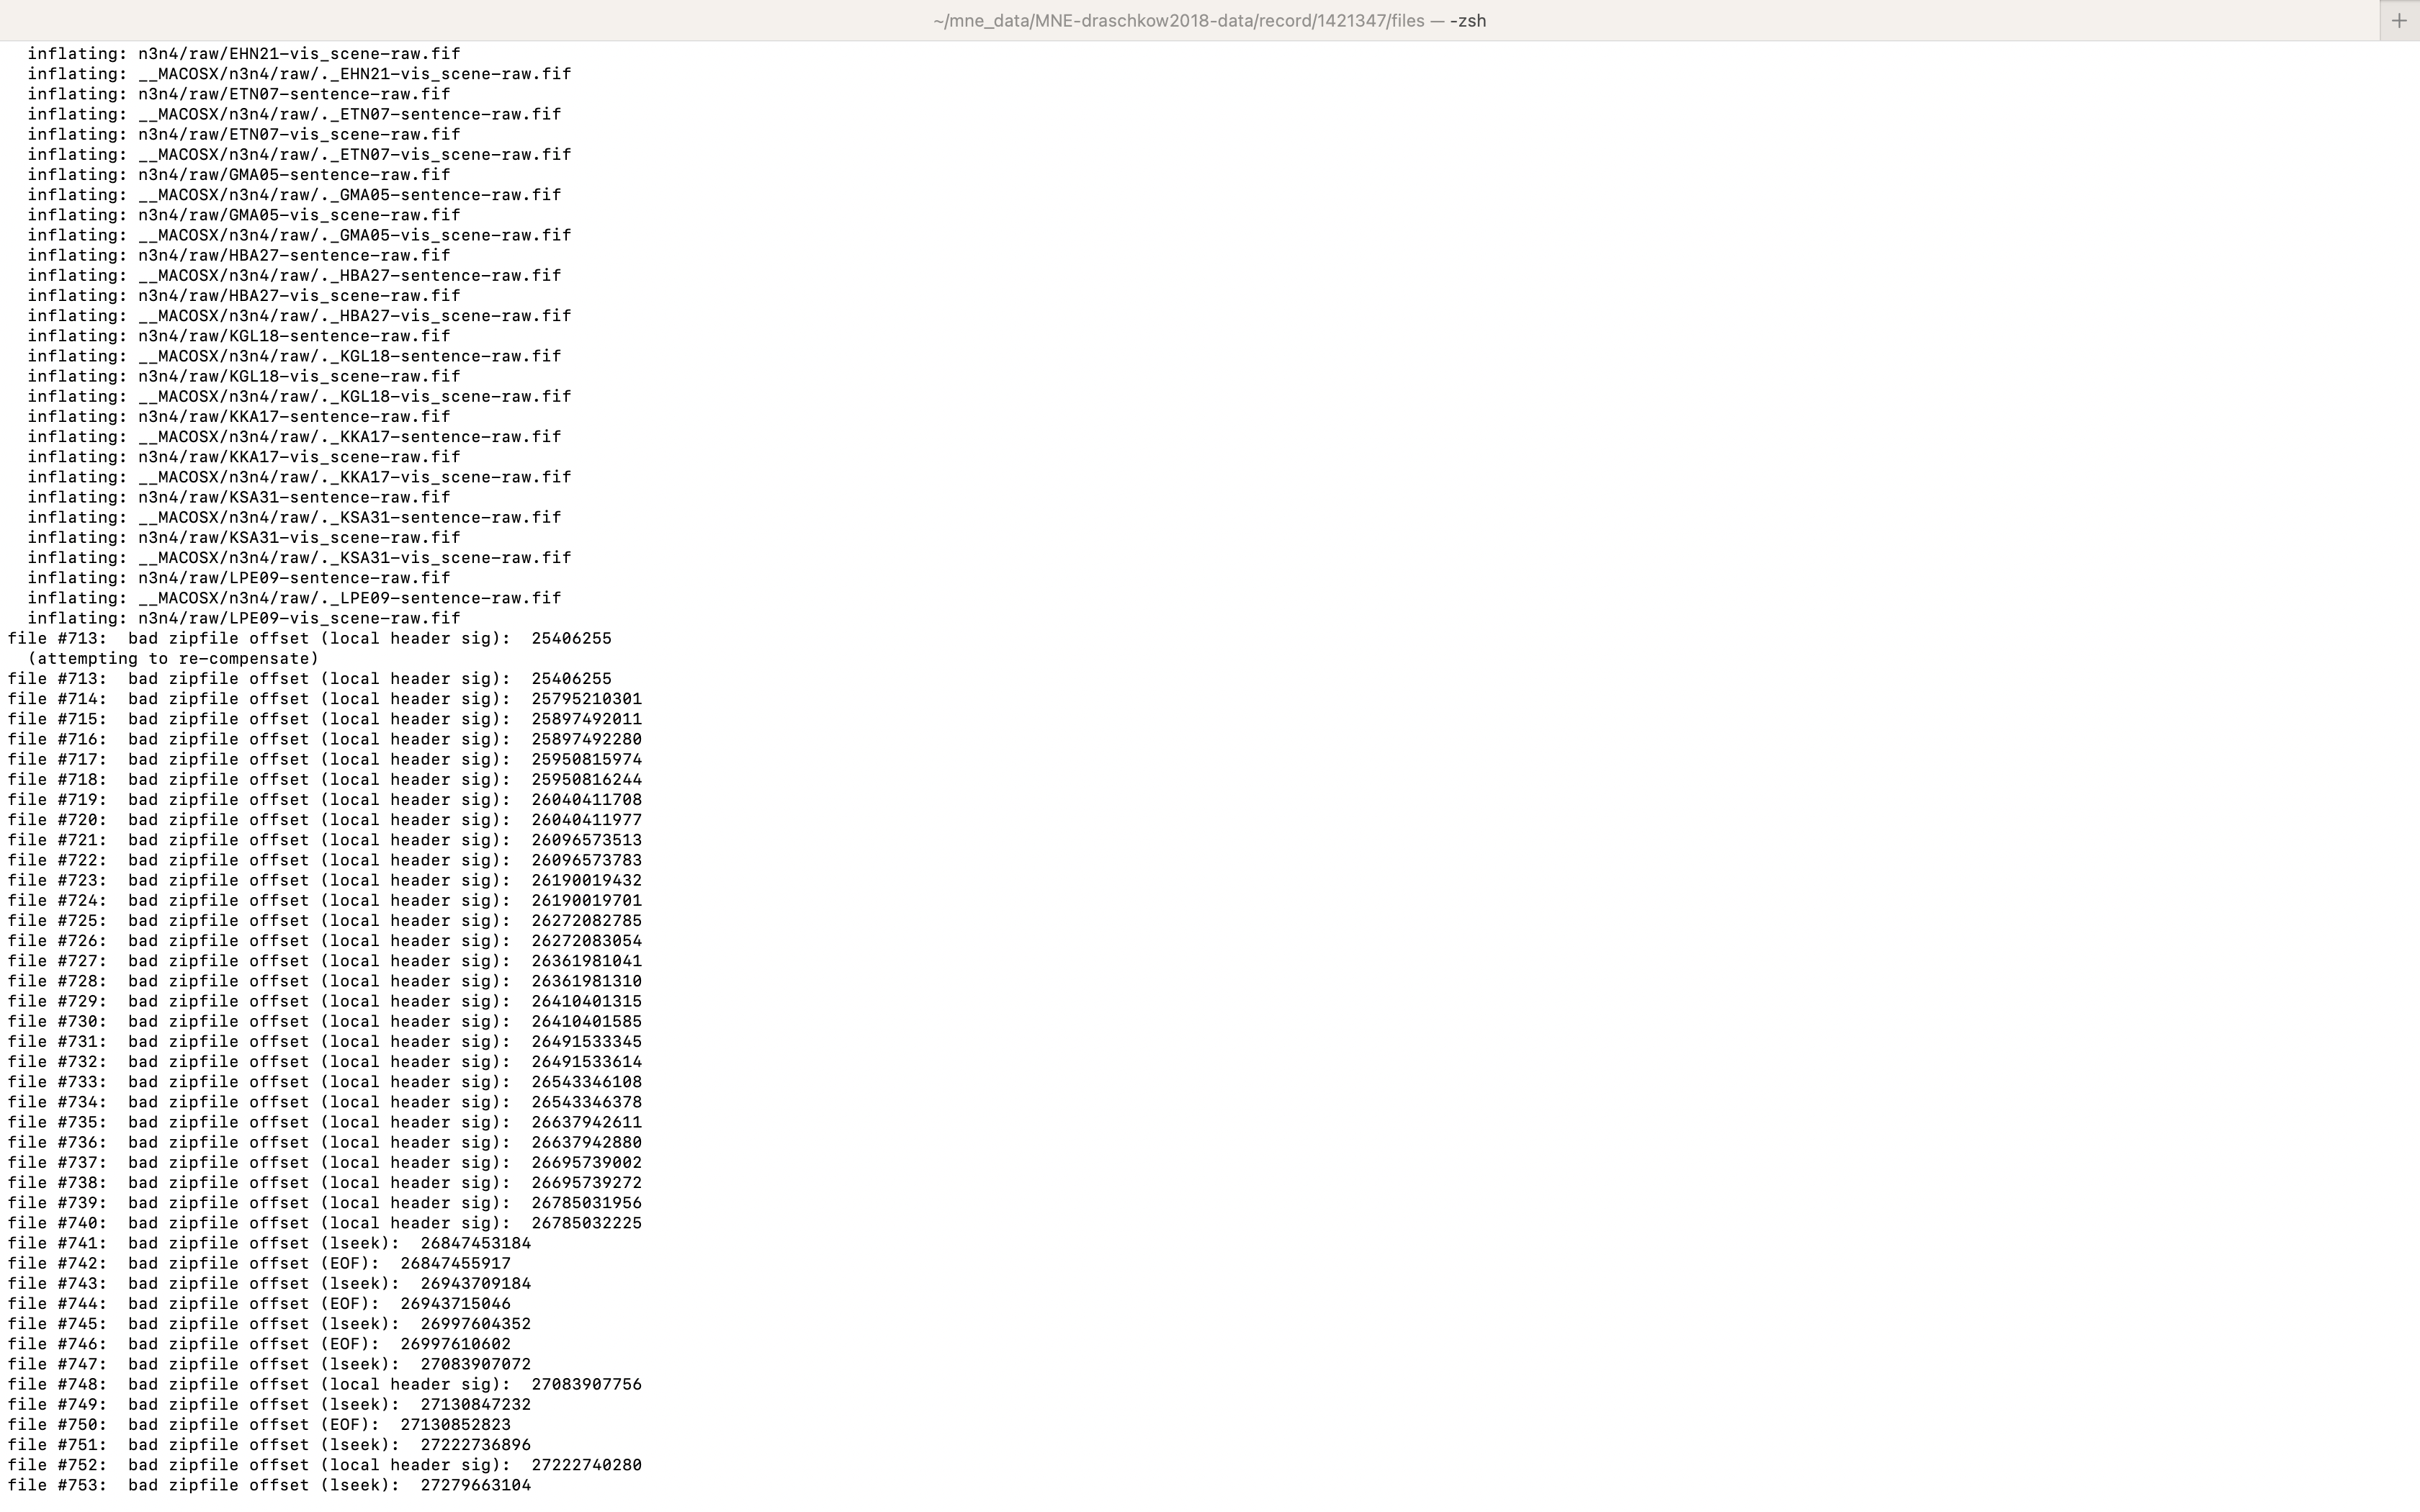 ~/mne_data/MNE-draschkow2018-data/record/1421347/files — -zsh
+
inflating: n3n4/raw/EHN21-vis_scene-raw.fif
inflating: __MACOSX/n3n4/raw/._EHN21-vis_scene-raw.fif
inflating: n3n4/raw/ETN07-sentence-raw.fif
inflating: __MACOSX/n3n4/raw/._ETN07-sentence-raw.fif
inflating: n3n4/raw/ETN07-vis_scene-raw.fif
inflating: __MACOSX/n3n4/raw/._ETN07-vis_scene-raw.fif
inflating: n3n4/raw/GMA05-sentence-raw.fif
inflating: __MACOSX/n3n4/raw/._GMA05-sentence-raw.fif
inflating: n3n4/raw/GMA05-vis_scene-raw.fif
inflating: __MACOSX/n3n4/raw/._GMA05-vis_scene-raw.fif
inflating: n3n4/raw/HBA27-sentence-raw.fif
inflating: __MACOSX/n3n4/raw/._HBA27-sentence-raw.fif
inflating: n3n4/raw/HBA27-vis_scene-raw.fif
inflating: __MACOSX/n3n4/raw/._HBA27-vis_scene-raw.fif
inflating: n3n4/raw/KGL18-sentence-raw.fif
inflating: __MACOSX/n3n4/raw/._KGL18-sentence-raw.fif
inflating: n3n4/raw/KGL18-vis_scene-raw.fif
inflating: __MACOSX/n3n4/raw/._KGL18-vis_scene-raw.fif
inflating: n3n4/raw/KKA17-sentence-raw.fif
inflating: __MACOSX/n3n4/raw/._KKA17-sentence-raw.fif
inflating: n3n4/raw/KKA17-vis_scene-raw.fif
inflating: __MACOSX/n3n4/raw/._KKA17-vis_scene-raw.fif
inflating: n3n4/raw/KSA31-sentence-raw.fif
inflating: __MACOSX/n3n4/raw/._KSA31-sentence-raw.fif
inflating: n3n4/raw/KSA31-vis_scene-raw.fif
inflating: __MACOSX/n3n4/raw/._KSA31-vis_scene-raw.fif
inflating: n3n4/raw/LPE09-sentence-raw.fif
inflating: __MACOSX/n3n4/raw/._LPE09-sentence-raw.fif
inflating: n3n4/raw/LPE09-vis_scene-raw.fif
file #713:  bad zipfile offset (local header sig):  25406255
(attempting to re-compensate)
file #713:  bad zipfile offset (local header sig):  25406255
file #714:  bad zipfile offset (local header sig):  25795210301
file #715:  bad zipfile offset (local header sig):  25897492011
file #716:  bad zipfile offset (local header sig):  25897492280
file #717:  bad zipfile offset (local header sig):  25950815974
file #718:  bad zipfile offset (local header sig):  25950816244
file #719:  bad zipfile offset (local header sig):  26040411708
file #720:  bad zipfile offset (local header sig):  26040411977
file #721:  bad zipfile offset (local header sig):  26096573513
file #722:  bad zipfile offset (local header sig):  26096573783
file #723:  bad zipfile offset (local header sig):  26190019432
file #724:  bad zipfile offset (local header sig):  26190019701
file #725:  bad zipfile offset (local header sig):  26272082785
file #726:  bad zipfile offset (local header sig):  26272083054
file #727:  bad zipfile offset (local header sig):  26361981041
file #728:  bad zipfile offset (local header sig):  26361981310
file #729:  bad zipfile offset (local header sig):  26410401315
file #730:  bad zipfile offset (local header sig):  26410401585
file #731:  bad zipfile offset (local header sig):  26491533345
file #732:  bad zipfile offset (local header sig):  26491533614
file #733:  bad zipfile offset (local header sig):  26543346108
file #734:  bad zipfile offset (local header sig):  26543346378
file #735:  bad zipfile offset (local header sig):  26637942611
file #736:  bad zipfile offset (local header sig):  26637942880
file #737:  bad zipfile offset (local header sig):  26695739002
file #738:  bad zipfile offset (local header sig):  26695739272
file #739:  bad zipfile offset (local header sig):  26785031956
file #740:  bad zipfile offset (local header sig):  26785032225
file #741:  bad zipfile offset (lseek):  26847453184
file #742:  bad zipfile offset (EOF):  26847455917
file #743:  bad zipfile offset (lseek):  26943709184
file #744:  bad zipfile offset (EOF):  26943715046
file #745:  bad zipfile offset (lseek):  26997604352
file #746:  bad zipfile offset (EOF):  26997610602
file #747:  bad zipfile offset (lseek):  27083907072
file #748:  bad zipfile offset (local header sig):  27083907756
file #749:  bad zipfile offset (lseek):  27130847232
file #750:  bad zipfile offset (EOF):  27130852823
file #751:  bad zipfile offset (lseek):  27222736896
file #752:  bad zipfile offset (local header sig):  27222740280
file #753:  bad zipfile offset (lseek):  27279663104